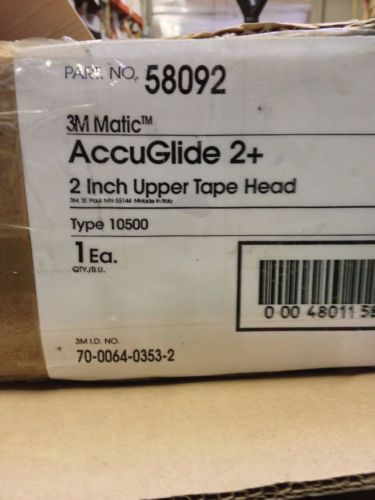 PART. NO. 58092
3M Matic™
AccuGlide 2+
2 Inch Upper Tape Head
3M, St. Paul, MN 55144 Made in Italy
Type 10500
1 Ea.
QTY./B.U.
0 00 48011 58
3M I.D. NO.
70-0064-0353-2